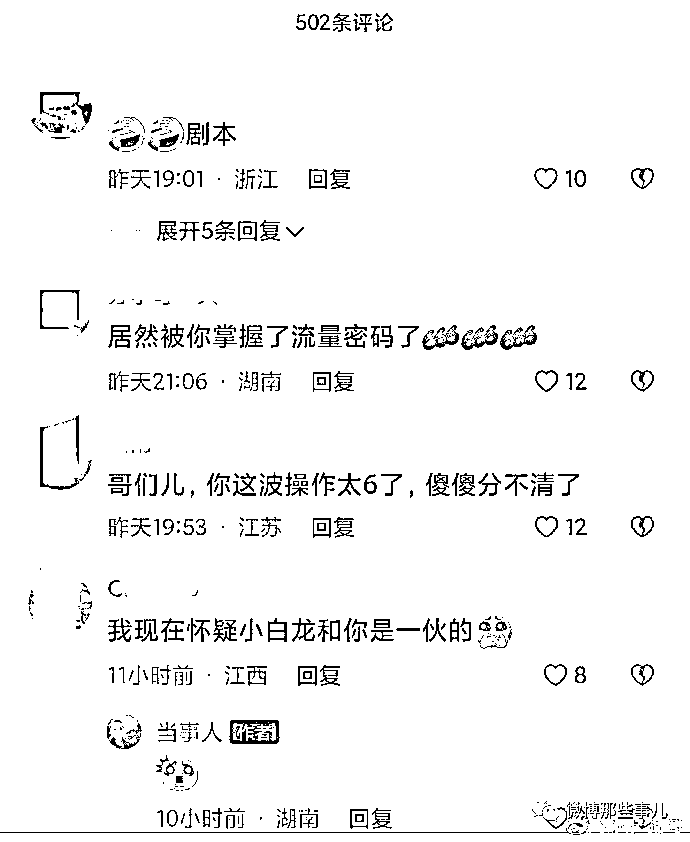 502条评论
剧本
昨天19:01 · 浙江 回复
10
展开5条回复
居然被你掌握了流量密码了
昨天21:06 · 湖南 回复
12
哥们儿,你这波操作太6了,傻傻分不清了
昨天19:53 · 江苏 回复
12
C
我现在怀疑小白龙和你是一伙的
11小时前 · 江西 回复
8
当事人 作者
10小时前 · 湖南 回复
微博那些事儿